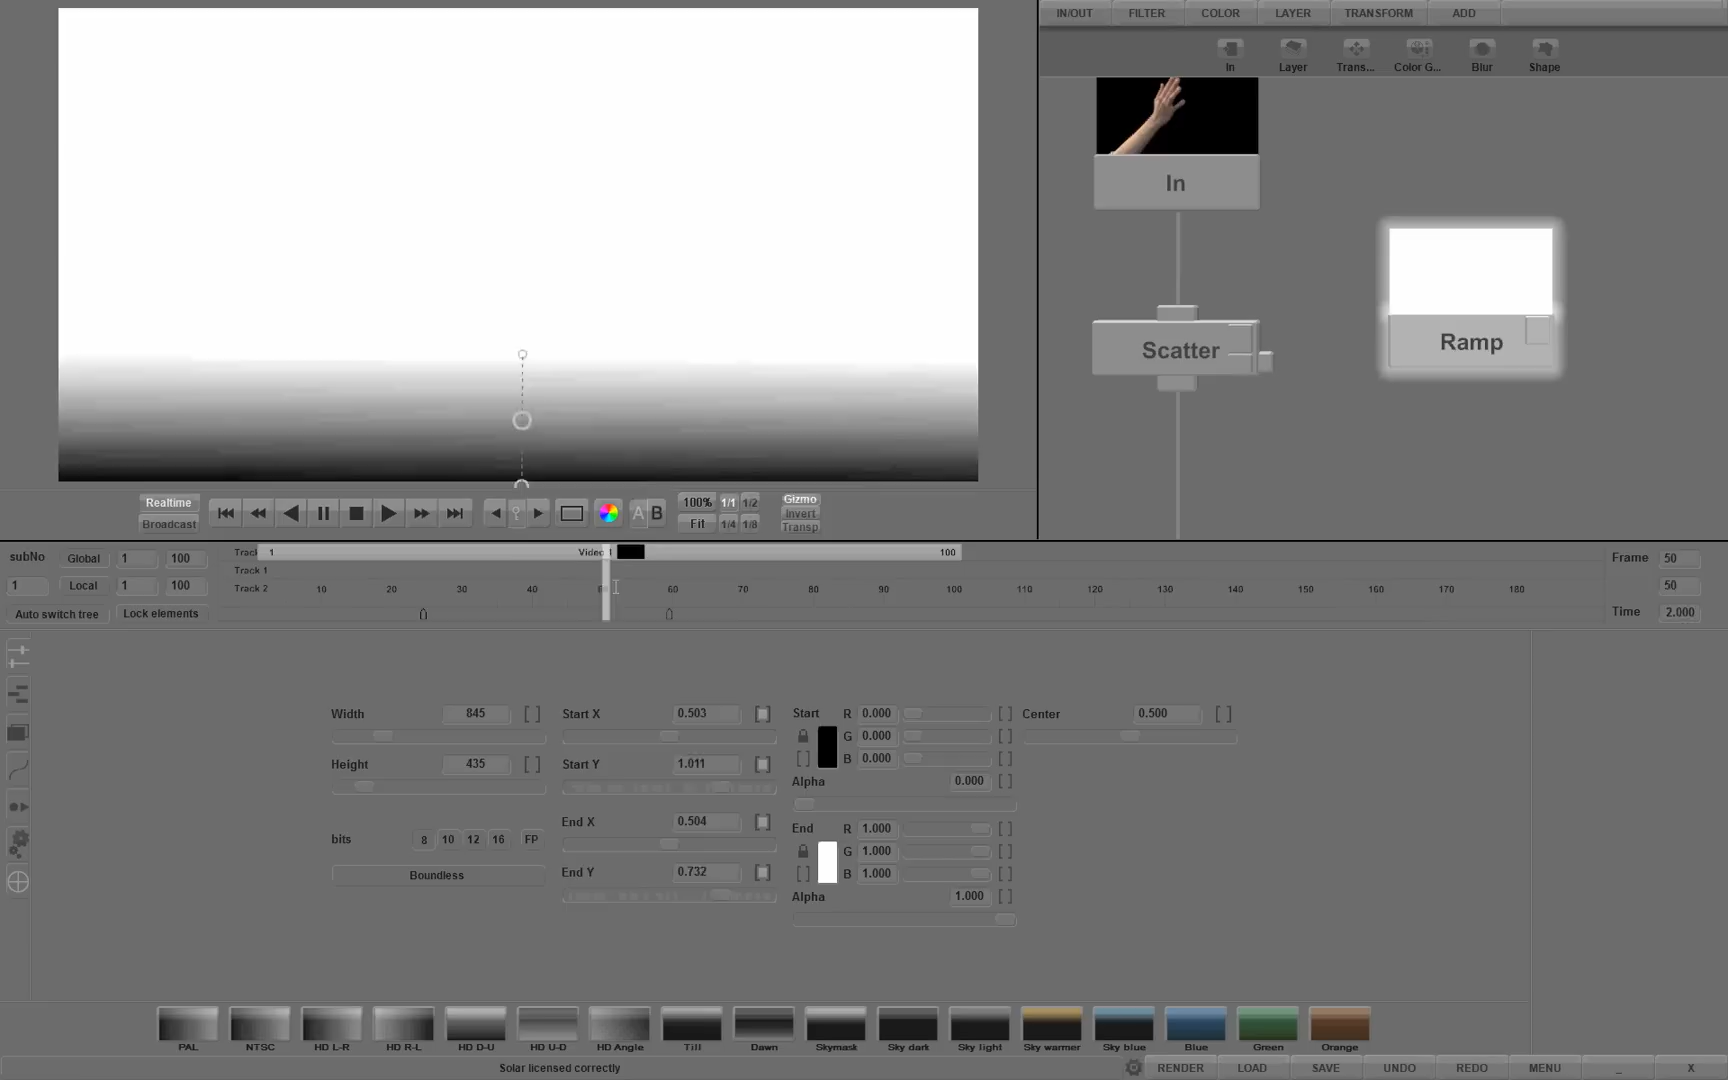 IN/OUT FILTER COLOR LAYER TRANSFORM ADD
In Layer Trans... Color G... Blur Shape
In
Scatter
Ramp
Realtime
Broadcast
A B
100% 1/1 1/2
Fit 1/4 1/8
Gizmo
Invert
Transp
subNo Global 1 100
1 Local 1 100
Auto switch tree Lock elements
Track 1 Video 1 100
Track 1
Track 2 10 20 30 40 60 70 80 90 100 110 120 130 140 150 160 170 180
Frame 50
50
Time 2.000
Width 845
Height 435
bits 8 10 12 16 FP
Boundless
Start X 0.503
Start Y 1.011
End X 0.504
End Y 0.732
Start R 0.000
G 0.000
B 0.000
Alpha 0.000
End R 1.000
G 1.000
B 1.000
Alpha 1.000
Center 0.500
PAL NTSC HD L-R HD R-L HD D-U HD U-D HD Angle Till Dawn Skymask Sky dark Sky light Sky warmer Sky blue Blue Green Orange
Solar licensed correctly
RENDER LOAD SAVE UNDO REDO MENU _ X